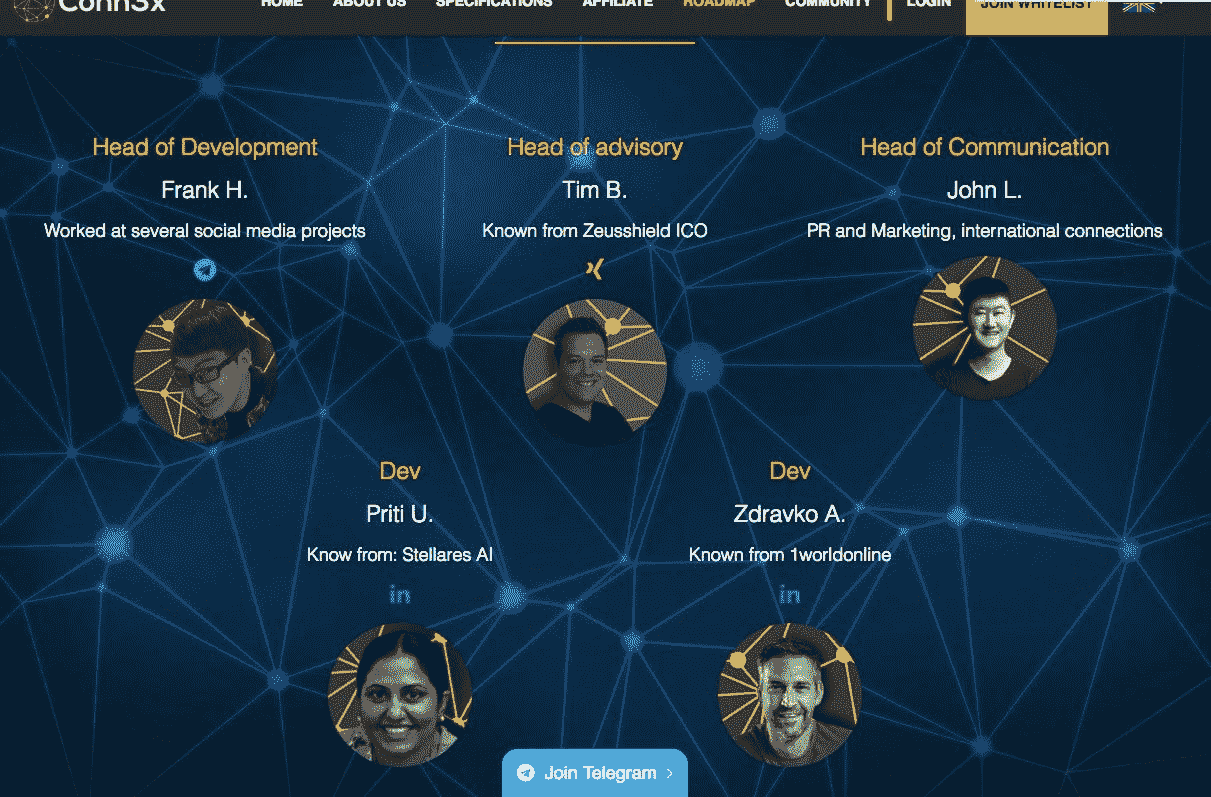 Conn3x
HOME ABOUT US SPECIFICATIONS AFFILIATE ROADMAP COMMUNITY LOGIN JOIN WHITELIST
Head of Development
Frank H.
Worked at several social media projects
Head of advisory
Tim B.
Known from Zeusshield ICO
Head of Communication
John L.
PR and Marketing, international connections
Dev
Priti U.
Know from: Stellares AI
in
Dev
Zdravko A.
Known from 1worldonline
in
Join Telegram